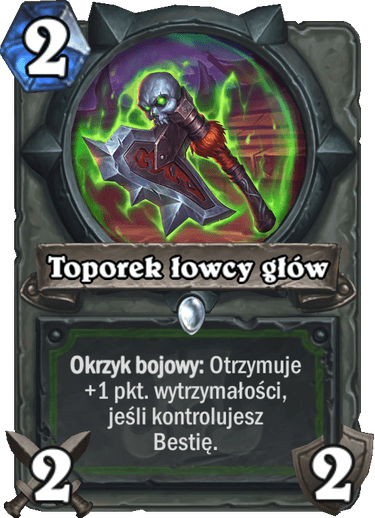 2
Toporek łowcy głów
Okrzyk bojowy: Otrzymuje
+1 pkt. wytrzymałości,
jeśli kontrolujesz
Bestię.
2
2